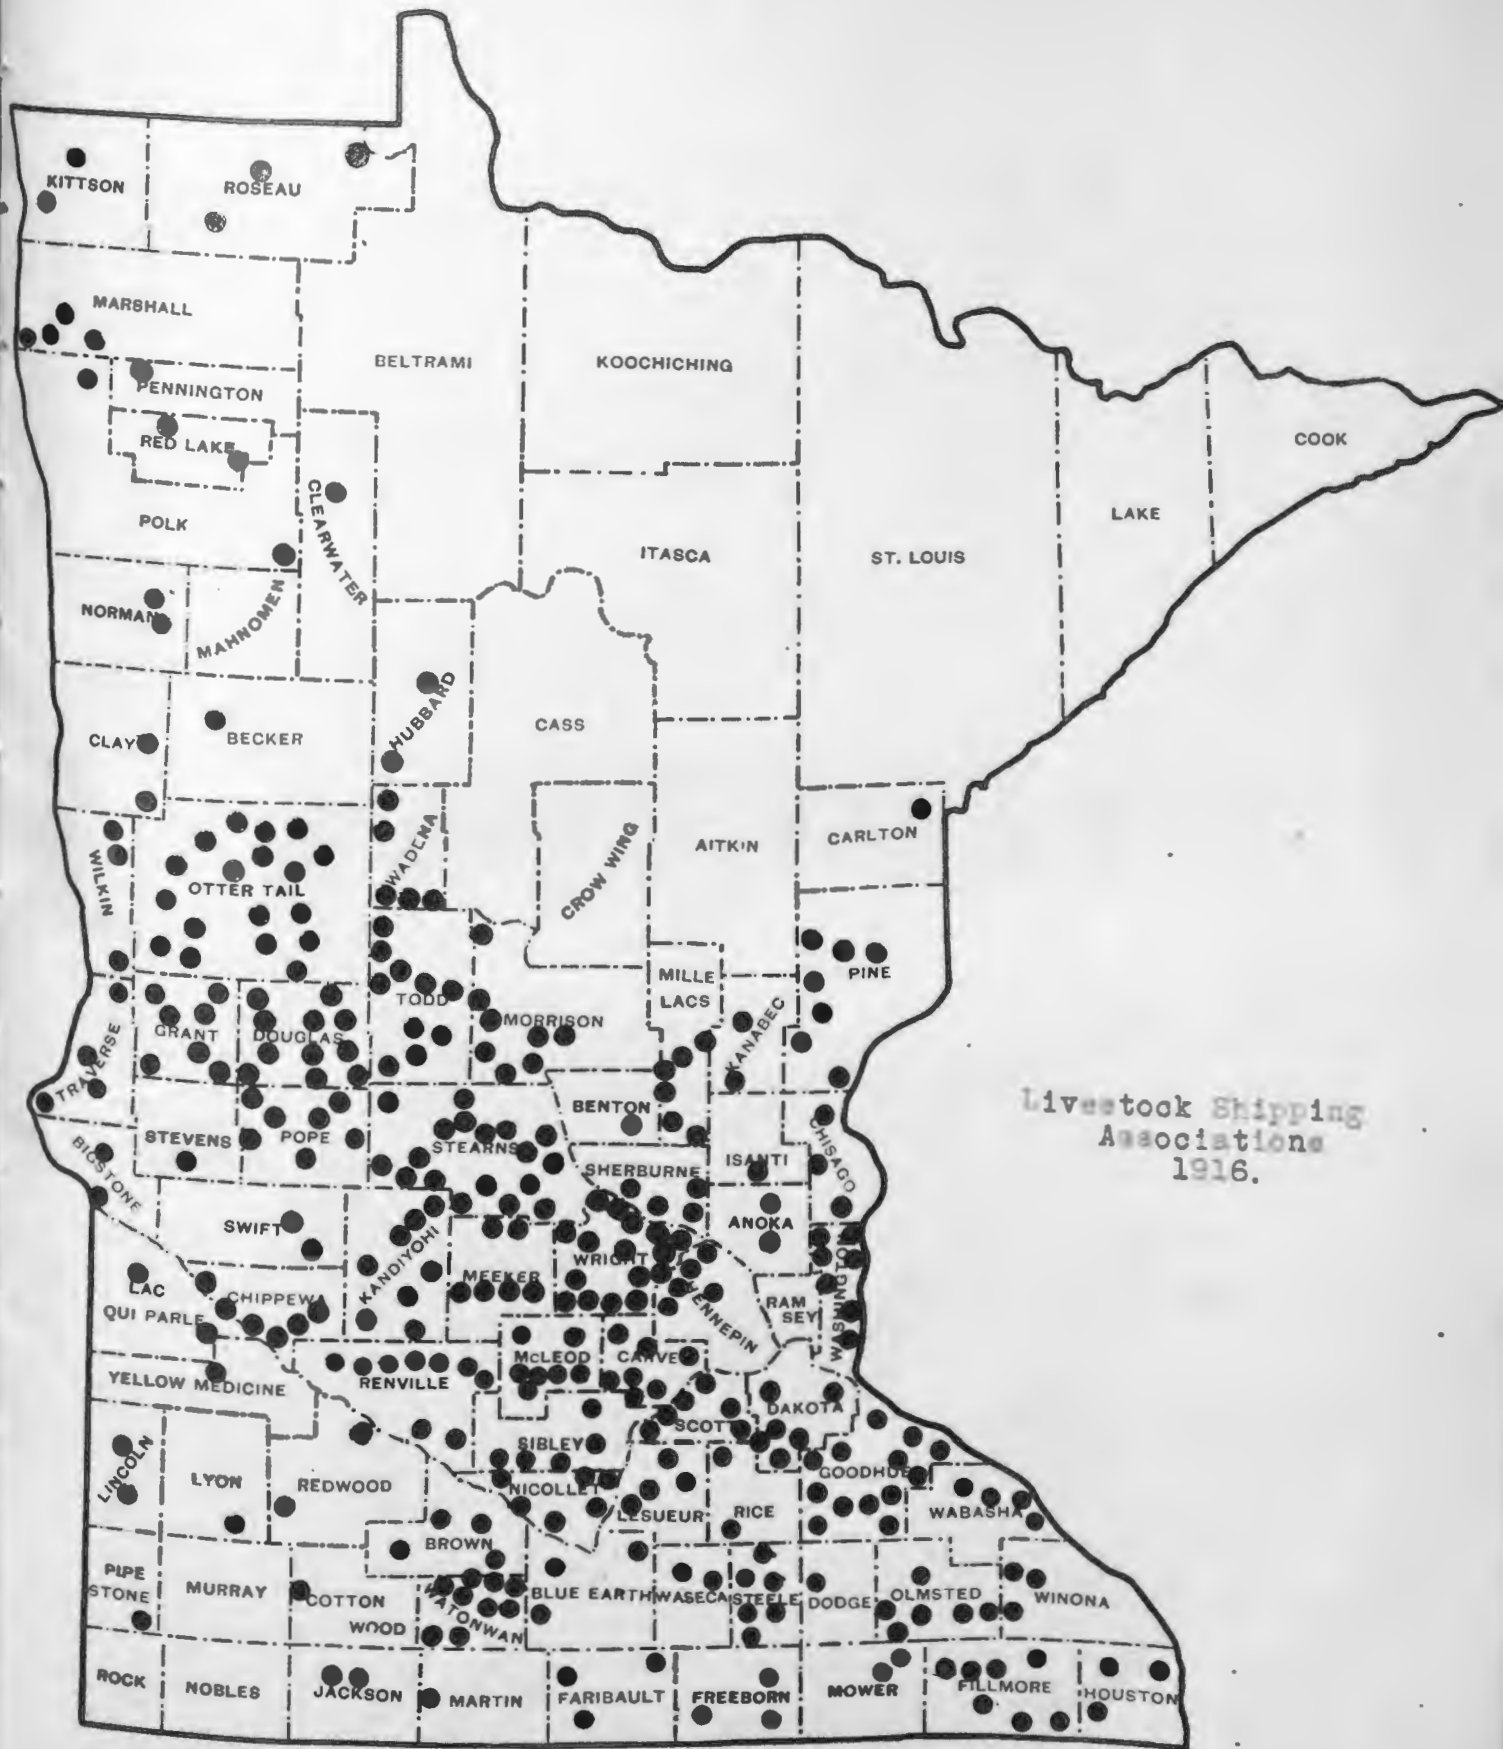 KITTSON
ROSEAU
MARSHALL
BELTRAMI
KOOCHICHING
PENNINGTON
RED LAKE
COOK
CLEARWATER
POLK
LAKE
ITASCA
ST. LOUIS
NORMAN
MAHNOMEN
HUBBARD
CASS
CLAY
BECKER
WADENA
CROW WING
AITKIN
CARLTON
WILKIN
OTTER TAIL
PINE
MILLE
LACS
TODD
MORRISON
KANABEC
GRANT
DOUGLAS
TRAVERSE
BENTON
Livestock Shipping
Associations
1916.
STEVENS
POPE
STEARNS
CHISAGO
BIGSTONE
SHERBURNE
ISANTI
SWIFT
ANOKA
KANDIYOHI
WRIGHT
MEEKER
LAC
QUI PARLE
CHIPPEWA
HENNEPIN
RAM
SEY
WASHINGTON
McLEOD
CARVER
YELLOW MEDICINE
RENVILLE
DAKOTA
SCOTT
SIBLEY
LINCOLN
LYON
REDWOOD
NICOLLET
GOODHUE
LESUEUR
RICE
WABASHA
BROWN
PIPE
STONE
MURRAY
COTTON
WOOD
WATONWAN
BLUE EARTH
WASECA
STEELE
DODGE
OLMSTED
WINONA
ROCK
NOBLES
JACKSON
MARTIN
FARIBAULT
FREEBORN
MOWER
FILLMORE
HOUSTON